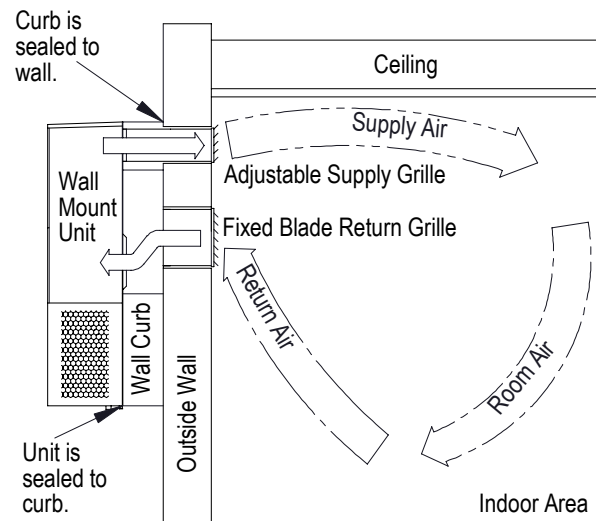 Curb is
sealed to
wall.
Ceiling
Supply Air
Adjustable Supply Grille
Wall
Mount
Unit
Fixed Blade Return Grille
Return Air
Room Air
Wall Curb
Outside Wall
Unit is
sealed to
curb.
Indoor Area